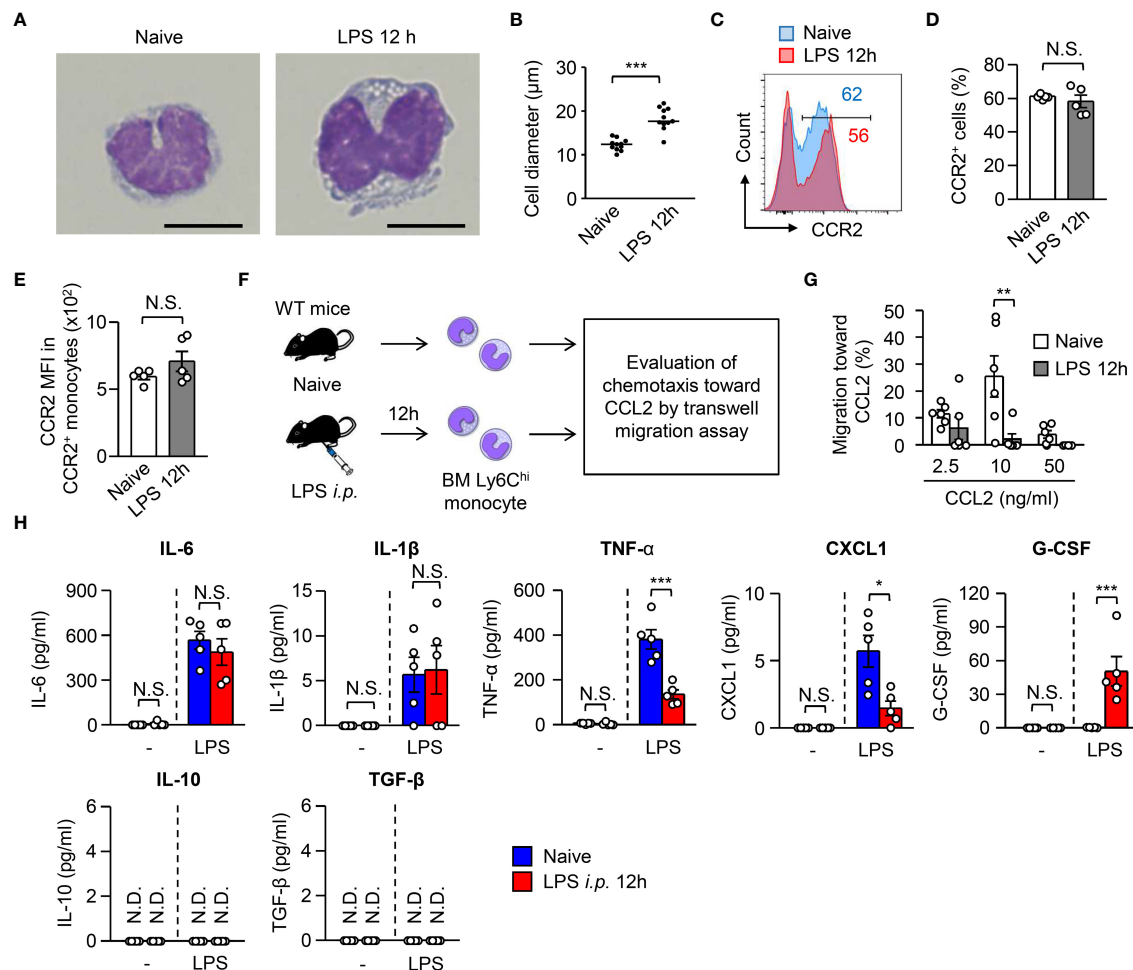 A
Naive
LPS 12 h
B
Cell diameter (μm)
30
20
10
0
***
Naive
LPS 12h
C
Naive
LPS 12h
62
56
Count
CCR2
D
N.S.
CCR2⁺ cells (%)
80
60
40
20
0
Naive
LPS 12h
E
CCR2 MFI in
CCR2⁺ monocytes (x10²)
N.S.
10
5
0
Naive
LPS 12h
F
WT mice
Naive
12h
LPS i.p.
BM Ly6Cʰⁱ
monocyte
Evaluation of
chemotaxis toward
CCL2 by transwell
migration assay
G
Migration toward
CCL2 (%)
50
40
30
20
10
0
**
Naive
LPS 12h
2.5 10 50
CCL2 (ng/ml)
H
IL-6
IL-6 (pg/ml)
900
600
300
0
N.S.
N.S.
- LPS
IL-1β
IL-1β (pg/ml)
15
10
5
0
N.S.
N.S.
- LPS
TNF-α
TNF-α (pg/ml)
600
400
200
0
N.S.
***
- LPS
CXCL1
CXCL1 (pg/ml)
10
5
0
N.S.
*
- LPS
G-CSF
G-CSF (pg/ml)
120
90
60
30
0
N.S.
***
- LPS
IL-10
IL-10 (pg/ml)
6
4
2
0
N.D. N.D. N.D. N.D.
- LPS
TGF-β
TGF-β (pg/ml)
6
4
2
0
N.D. N.D. N.D. N.D.
- LPS
Naive
LPS i.p. 12h